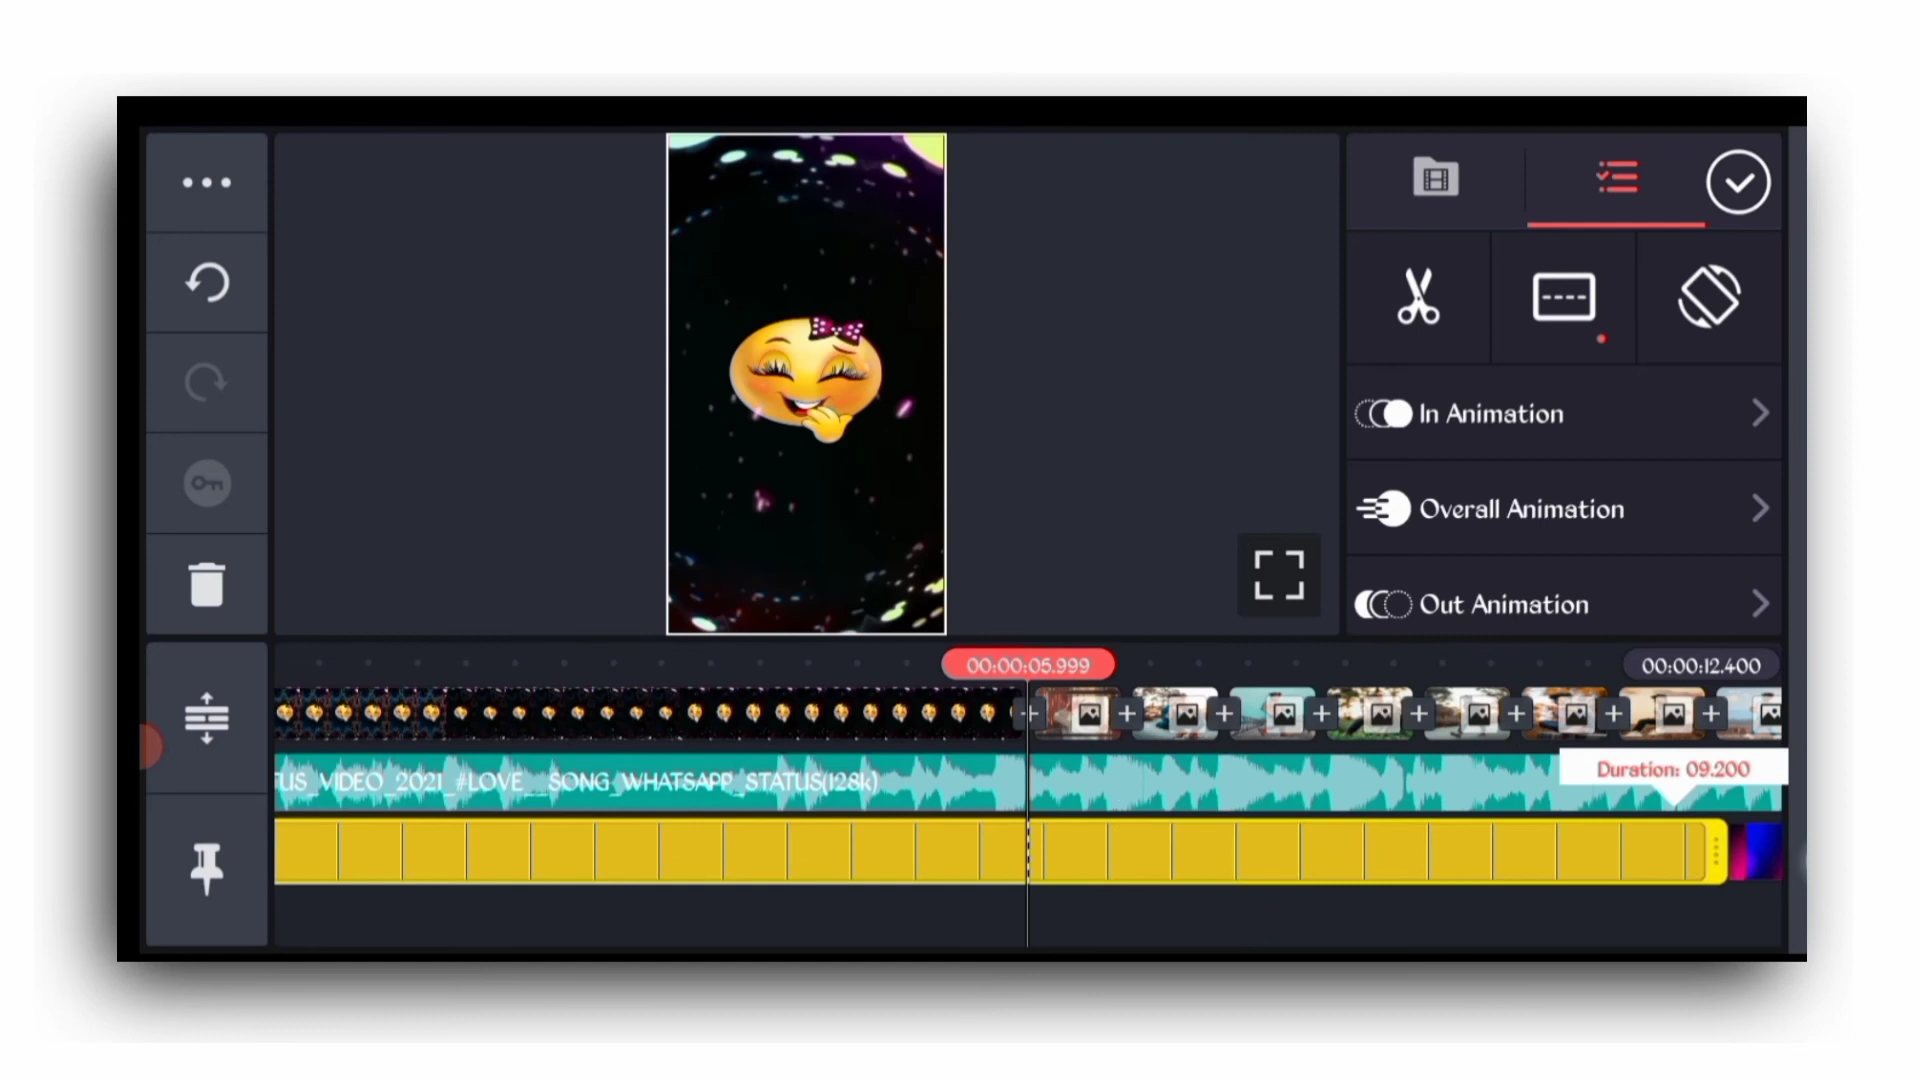 In Animation
Overall Animation
Out Animation
00:00:05.999
00:00:12.400
TUS_VIDEO_2021_#LOVE__SONG_WHATSAPP_STATUS(128k)
Duration: 09.200